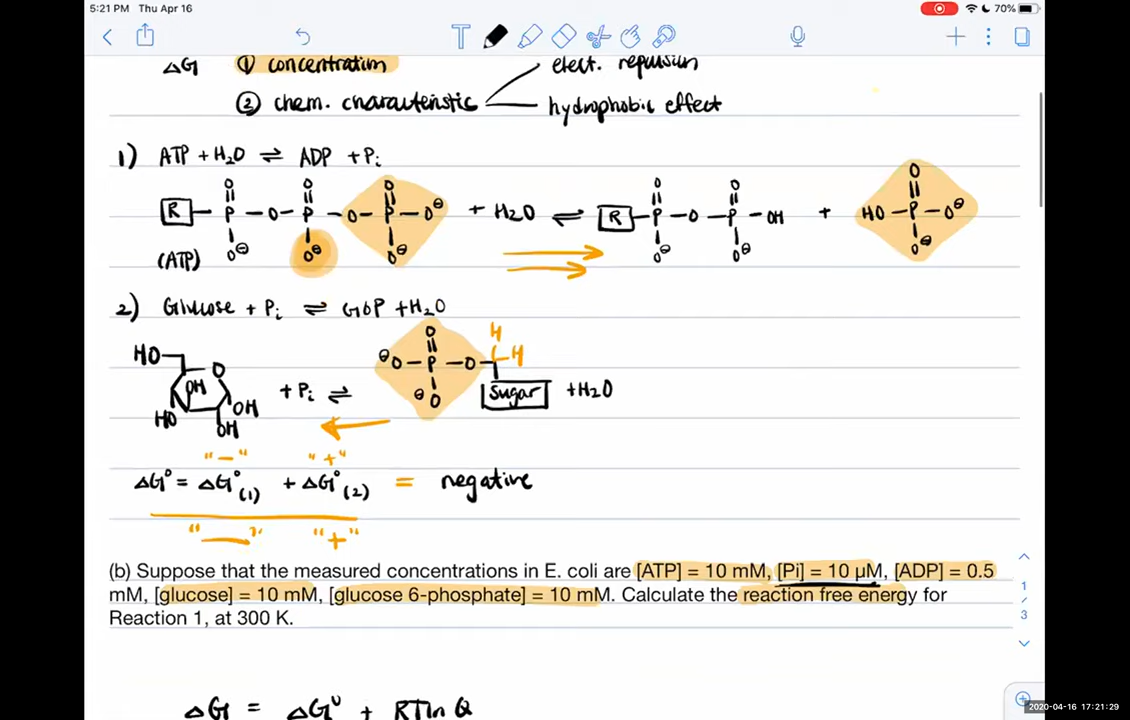 5:21 PM Thu Apr 16 70%
ΔG ① concentration elect. repulsion
② chem. characteristic hydrophobic effect
1) ATP + H2O ⇌ ADP + Pi
R P O P O P O⊖ + H2O ⇌ R P O P OH + HO P O⊖
O O O O O O
O⊖ O⊖ O⊖ O⊖ O⊖ O⊖
(ATP)
2) Glucose + Pi ⇌ G6P + H2O
HO O OH HO OH OH + Pi ⇌ ⊖O P O O ⊖O H H Sugar + H2O
"−" "+"
ΔG° = ΔG°(1) + ΔG°(2) = negative
"—" "+"
(b) Suppose that the measured concentrations in E. coli are [ATP] = 10 mM, [Pi] = 10 µM, [ADP] = 0.5
mM, [glucose] = 10 mM, [glucose 6-phosphate] = 10 mM. Calculate the reaction free energy for
Reaction 1, at 300 K.
1
/
3
ΔG = ΔG° + RTln Q
2020-04-16 17:21:29